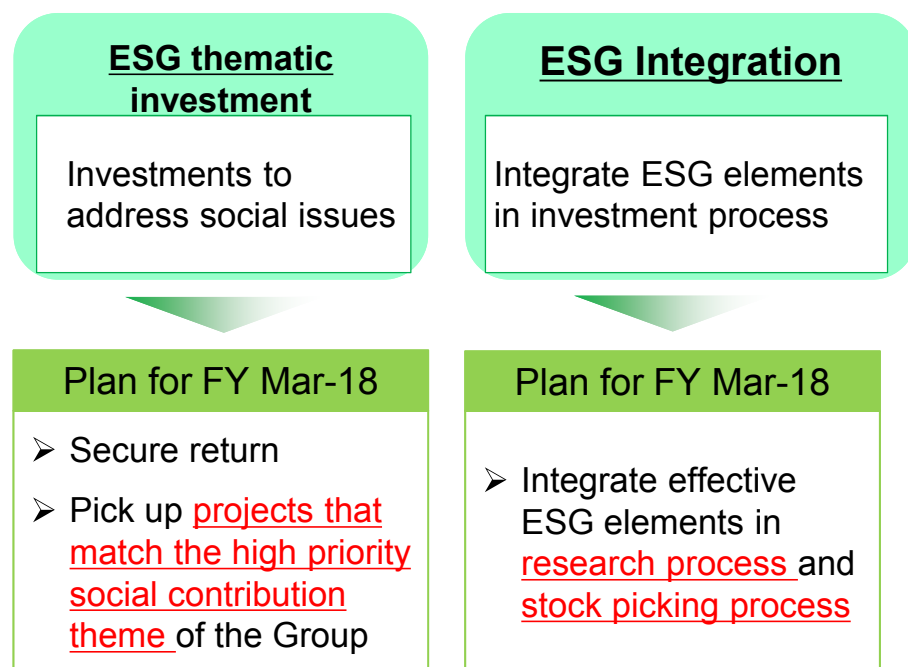 ESG thematic
investment
Investments to
address social issues
Plan for FY Mar-18
➢ Secure return
➢ Pick up projects that
match the high priority
social contribution
theme of the Group
ESG Integration
Integrate ESG elements
in investment process
Plan for FY Mar-18
➢ Integrate effective
ESG elements in
research process and
stock picking process